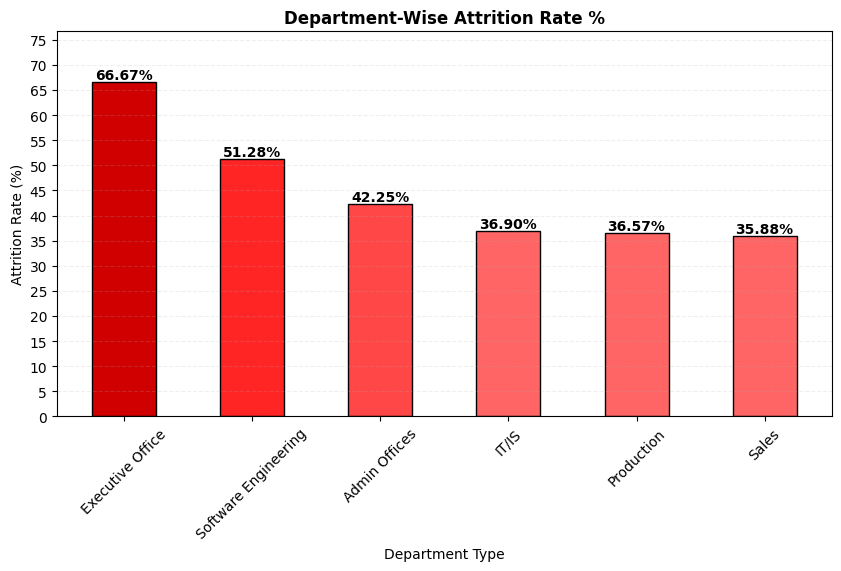 Department-Wise Attrition Rate %
Attrition Rate (%)
75
70
65
60
55
50
45
40
35
30
25
20
15
10
5
0
66.67%
51.28%
42.25%
36.90%
36.57%
35.88%
Executive Office
Software Engineering
Admin Offices
IT/IS
Production
Sales
Department Type